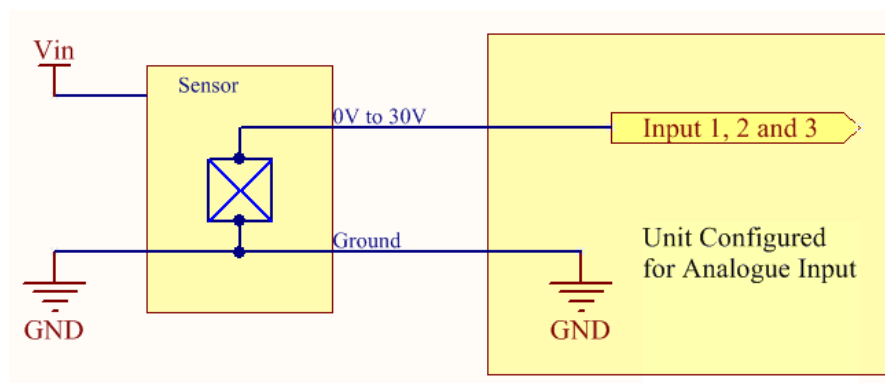 Vin
Sensor
0V to 30V
Input 1, 2 and 3
Ground
Unit Configured
for Analogue Input
GND
GND